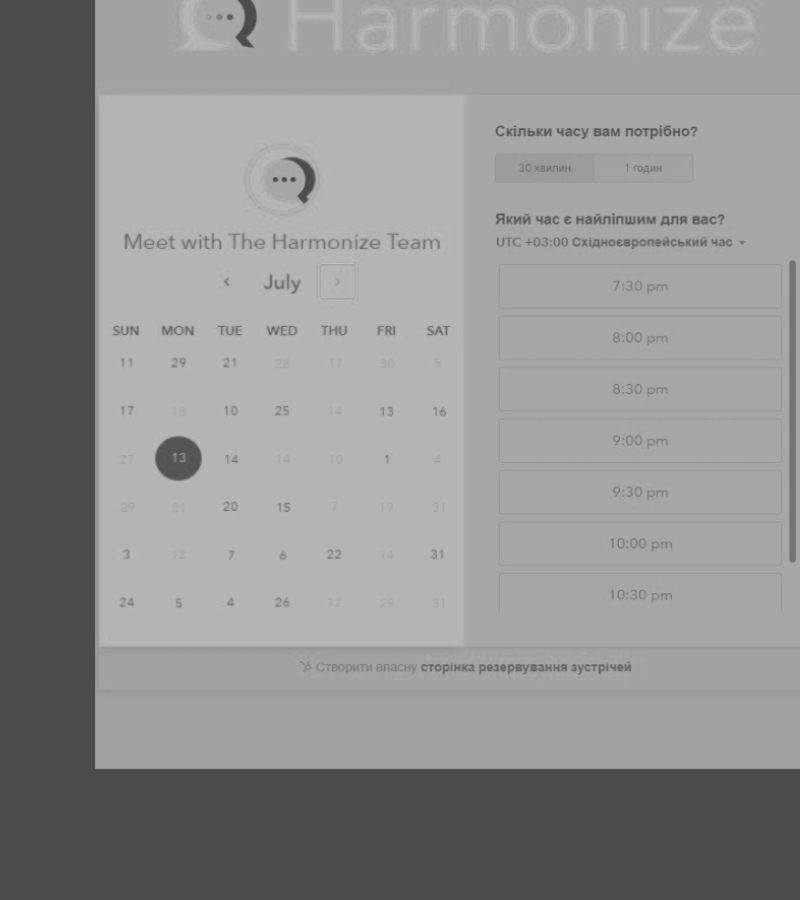 Harmonize
Meet with The Harmonize Team
July
SUN MON TUE WED THU FRI SAT
11 29 21 28 17 30 5
17 18 10 25 14 13 16
27 13 14 14 10 1 4
29 21 20 15 7 19 31
3 12 7 6 22 14 31
24 5 4 26 12 29 31
Скільки часу вам потрібно?
30 хвилин 1 годин
Який час є найліпшим для вас?
UTC +03:00 Східноєвропейський час
7:30 pm
8:00 pm
8:30 pm
9:00 pm
9:30 pm
10:00 pm
10:30 pm
Створити власну сторінка резервування зустрічей